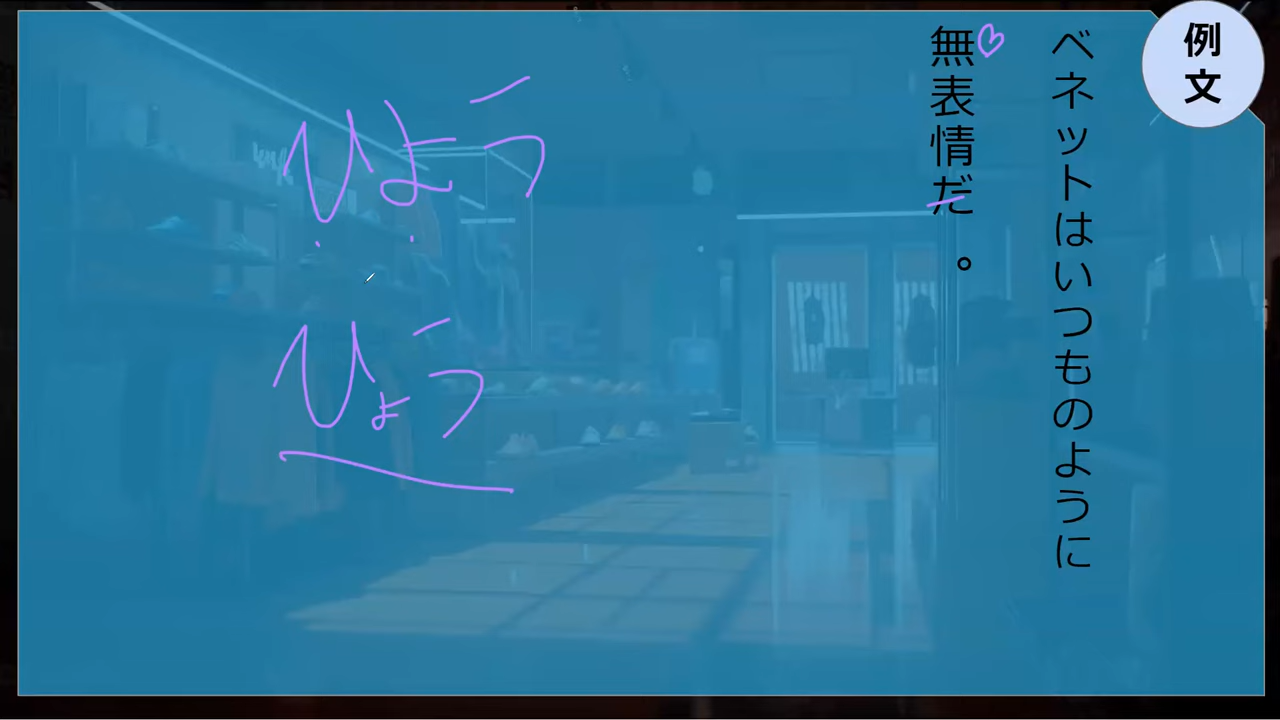 例文
ベネットはいつものように
無表情だ。
ひよう
ひょう